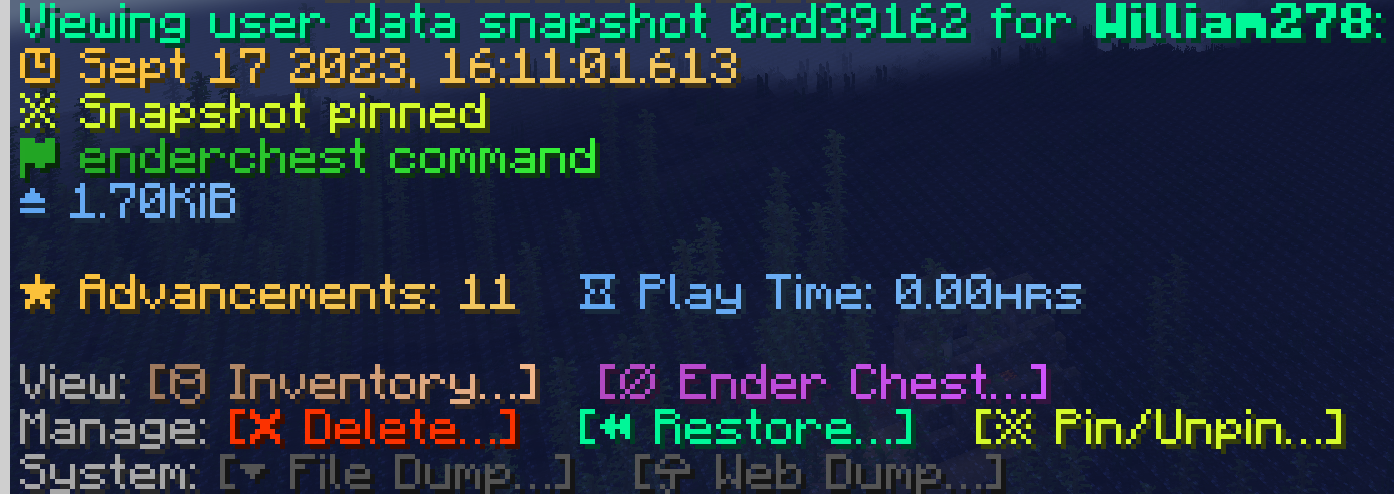 Viewing user data snapshot 0cd39162 for William278:
Sept 17 2023, 16:11:01.613
※ Snapshot pinned
⚑ enderchest command
⏏ 1.70KiB
★ Advancements: 11 ⌛ Play Time: 0.00HRS
View: [Inventory...] [Ender Chest...]
Manage: [❌ Delete...] [⏪ Restore...] [※ Pin/Unpin...]
System: [⏷ File Dump...] [☂ Web Dump...]